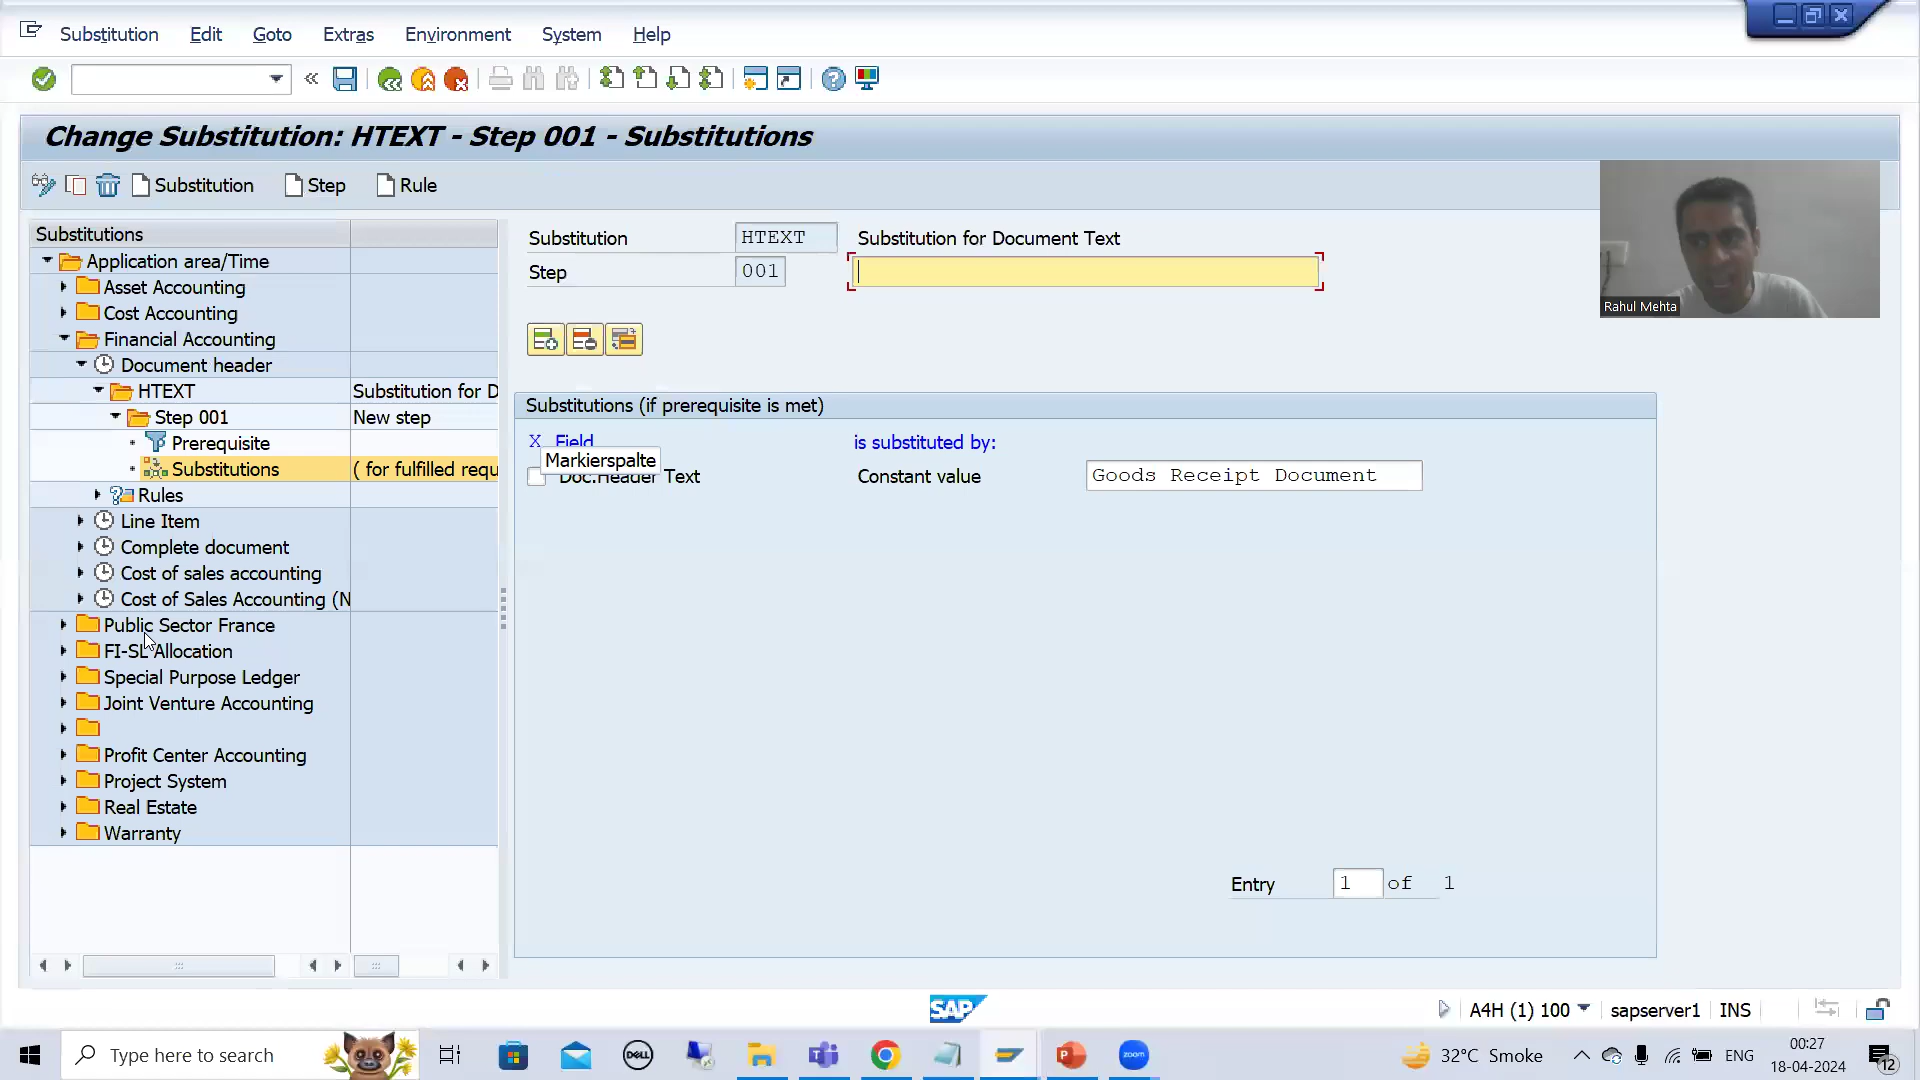 Substitution Edit Goto Extras Environment System Help
Change Substitution: HTEXT - Step 001 - Substitutions
Substitution Step Rule
Substitutions
Application area/Time
Asset Accounting
Cost Accounting
Financial Accounting
Document header
HTEXT Substitution for D
Step 001 New step
Prerequisite
Substitutions ( for fulfilled requ
Rules
Line Item
Complete document
Cost of sales accounting
Cost of Sales Accounting (N
Public Sector France
FI-SL Allocation
Special Purpose Ledger
Joint Venture Accounting
Profit Center Accounting
Project System
Real Estate
Warranty
Substitution HTEXT Substitution for Document Text
Step 001
Substitutions (if prerequisite is met)
X Field is substituted by:
Markierspalte
Doc.Header Text Constant value Goods Receipt Document
Entry 1 of 1
Rahul Mehta
SAP
A4H (1) 100 sapserver1 INS
Type here to search
DELL
zoom
32°C Smoke
ENG
00:27
18-04-2024
12